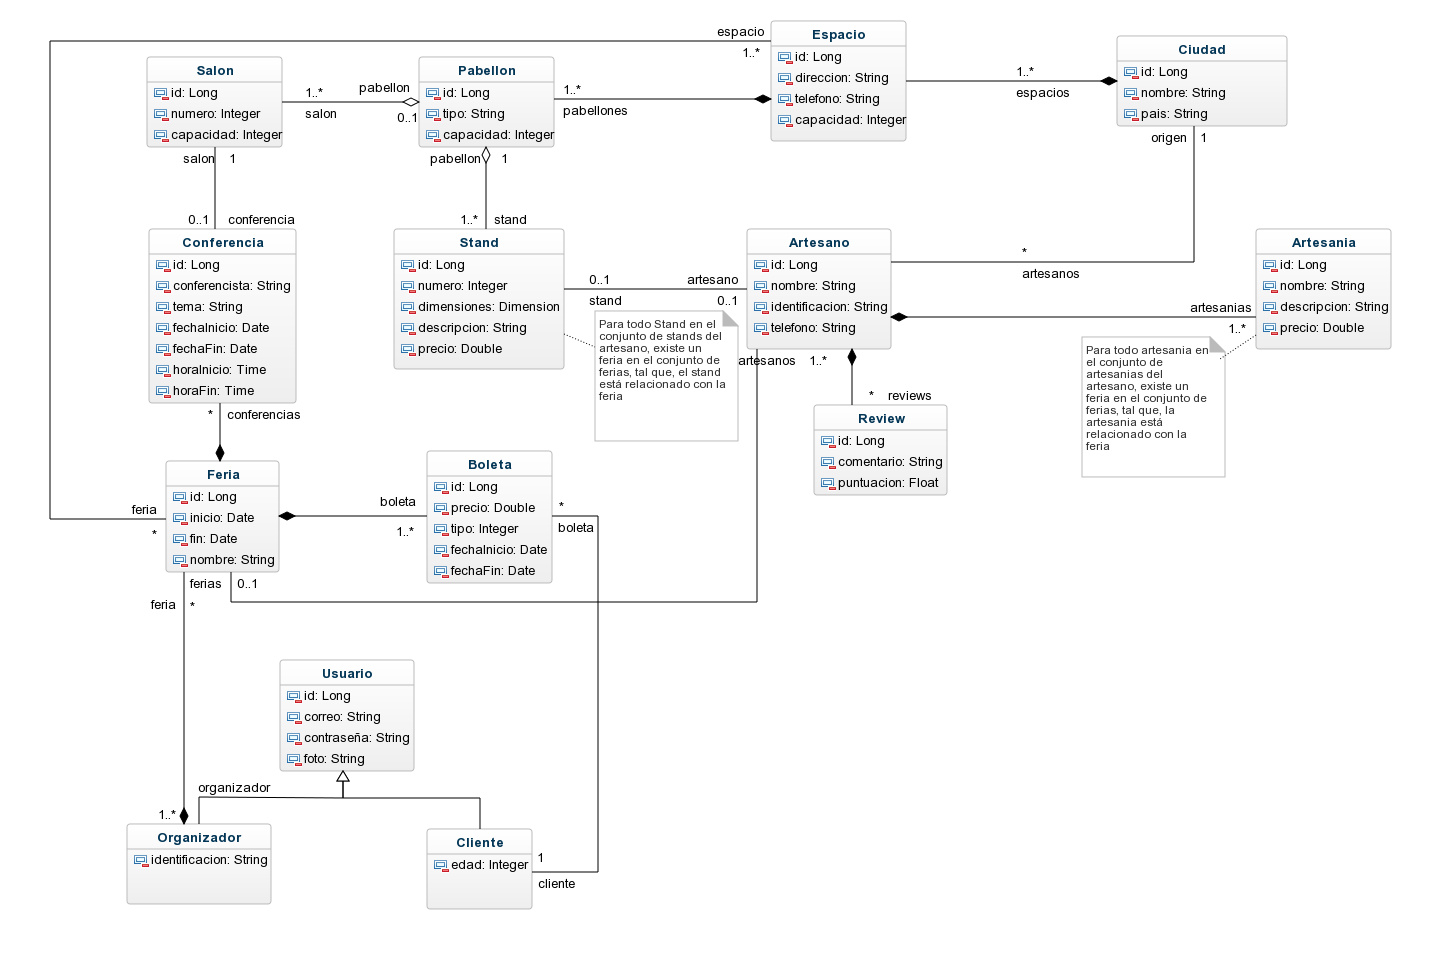 espacio
1..*
Espacio
id: Long
direccion: String
telefono: String
capacidad: Integer
Ciudad
id: Long
nombre: String
pais: String
1..*
espacios
origen
1
Salon
id: Long
numero: Integer
capacidad: Integer
1..*
salon
pabellon
0..1
Pabellon
id: Long
tipo: String
capacidad: Integer
1..*
pabellones
salon
1
pabellon
1
0..1
conferencia
1..*
stand
Conferencia
id: Long
conferencista: String
tema: String
fechaInicio: Date
fechaFin: Date
horaInicio: Time
horaFin: Time
Stand
id: Long
numero: Integer
dimensiones: Dimension
descripcion: String
precio: Double
0..1
stand
artesano
0..1
Para todo Stand en el
conjunto de stands del
artesano, existe un
feria en el conjunto de
ferias, tal que, el stand
está relacionado con la
feria
Artesano
id: Long
nombre: String
identificacion: String
telefono: String
*
artesanos
artesanias
1..*
Artesania
id: Long
nombre: String
descripcion: String
precio: Double
Para todo artesania en
el conjunto de
artesanias del
artesano, existe un
feria en el conjunto de
ferias, tal que, la
artesania está
relacionado con la
feria
artesanos
1..*
*
reviews
Review
id: Long
comentario: String
puntuacion: Float
*
conferencias
Feria
id: Long
inicio: Date
fin: Date
nombre: String
feria
*
boleta
1..*
Boleta
id: Long
precio: Double
tipo: Integer
fechaInicio: Date
fechaFin: Date
*
boleta
ferias
0..1
feria
*
Usuario
id: Long
correo: String
contraseña: String
foto: String
organizador
1..*
Organizador
identificacion: String
Cliente
edad: Integer
1
cliente